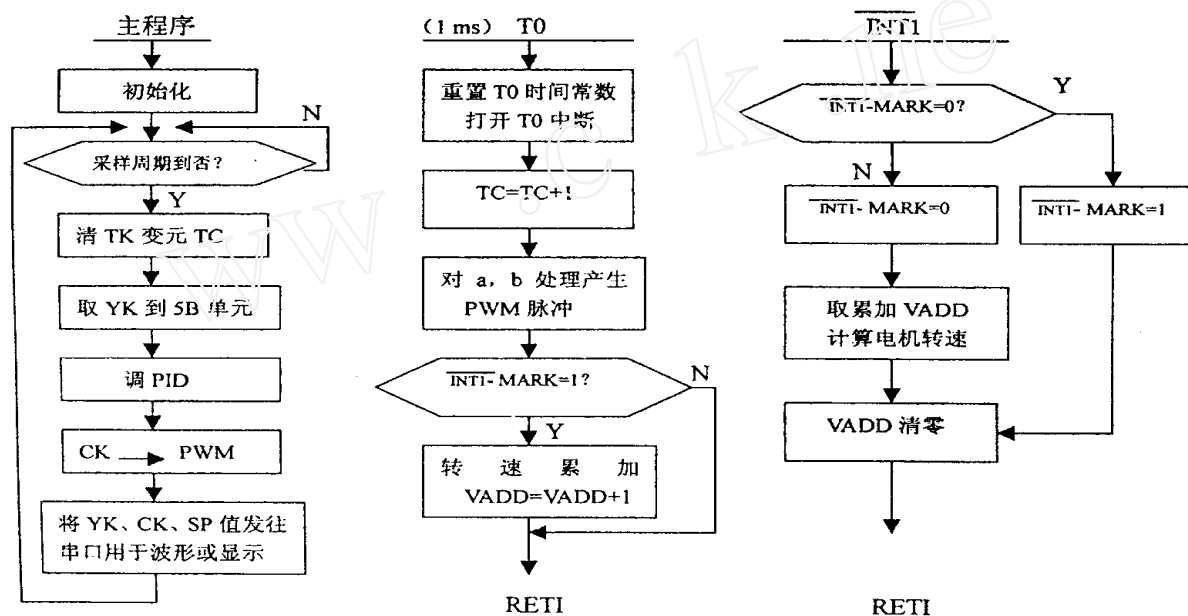 主程序
初始化
N
采样周期到否？
Y
清 TK 变元 TC
取 YK 到 5B 单元
调 PID
CK → PWM
将 YK、CK、SP 值发往
串口用于波形或显示
（1 ms） T0
重置 T0 时间常数
打开 T0 中断
TC=TC+1
对 a，b 处理产生
PWM 脉冲
INT1-MARK=1？
N
Y
转 速 累 加
VADD=VADD+1
RETI
INT1
INT1-MARK=0？
Y
N
INT1-MARK=0
INT1-MARK=1
取累加 VADD
计算电机转速
VADD 清零
RETI